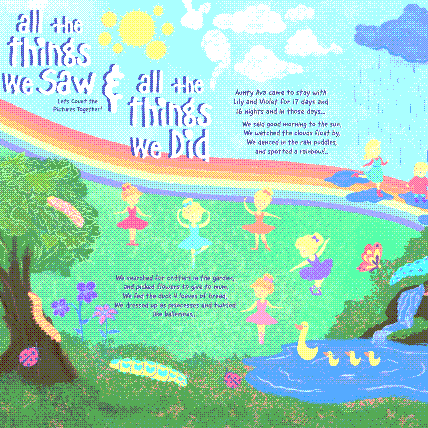 all the
things
we Saw
&
all the
things
we Did
Let's Count the
Pictures Together!
Aunty Ava came to stay with
Lily and Violet for 17 days and
16 nights and in those days...
We said good morning to the sun,
We watched the clouds float by,
We danced in the rain puddles,
and spotted a rainbow!...
We searched for critters in the garden,
and picked flowers to give to mum,
We fed the duck 4 loaves of bread,
We dressed up as princesses and twirled
like ballerinas...